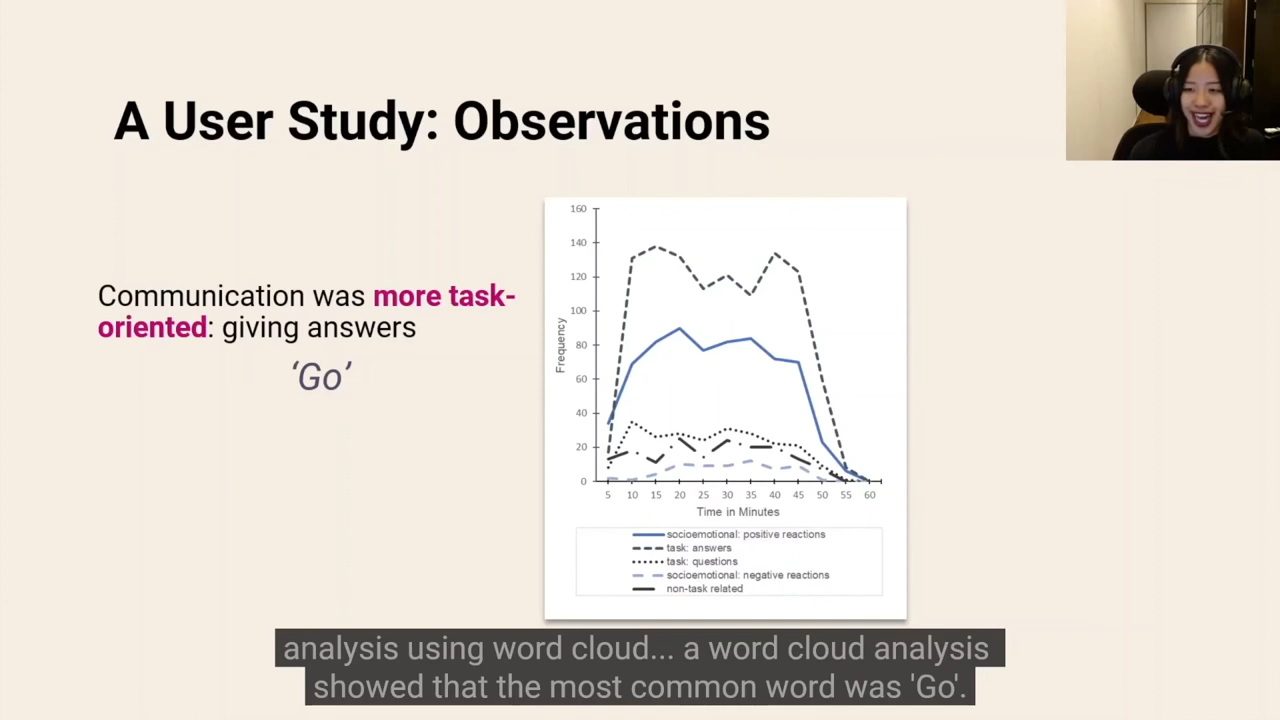 A User Study: Observations
Communication was more task-
oriented: giving answers
‘Go’
160
140
120
100
80
60
40
20
0
Frequency
5 10 15 20 25 30 35 40 45 50 55 60
Time in Minutes
socioemotional: positive reactions
task: answers
task: questions
socioemotional: negative reactions
non-task related
analysis using word cloud... a word cloud analysis
showed that the most common word was 'Go'.